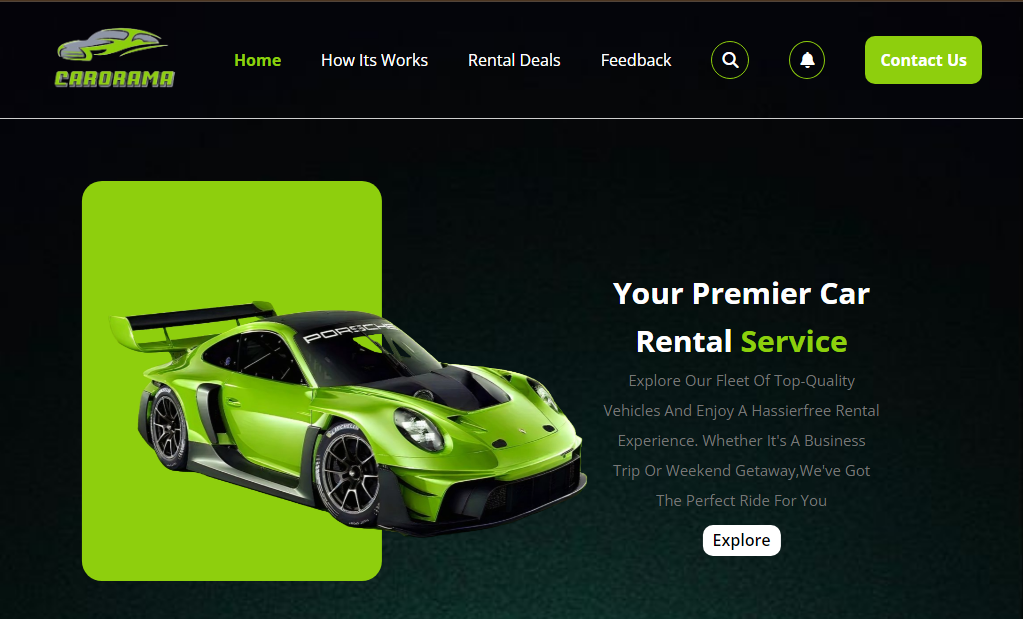 CARORAMA
Home
How Its Works
Rental Deals
Feedback
Contact Us
PORSCHE
Your Premier Car
Rental Service
Explore Our Fleet Of Top-Quality
Vehicles And Enjoy A Hassierfree Rental
Experience. Whether It's A Business
Trip Or Weekend Getaway,We've Got
The Perfect Ride For You
Explore